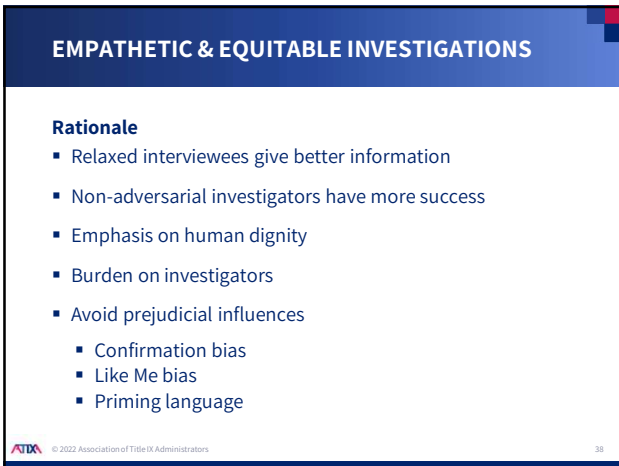 EMPATHETIC & EQUITABLE INVESTIGATIONS
Rationale
▪ Relaxed interviewees give better information
▪ Non-adversarial investigators have more success
▪ Emphasis on human dignity
▪ Burden on investigators
▪ Avoid prejudicial influences
▪ Confirmation bias
▪ Like Me bias
▪ Priming language
ATIXA © 2022 Association of Title IX Administrators 38